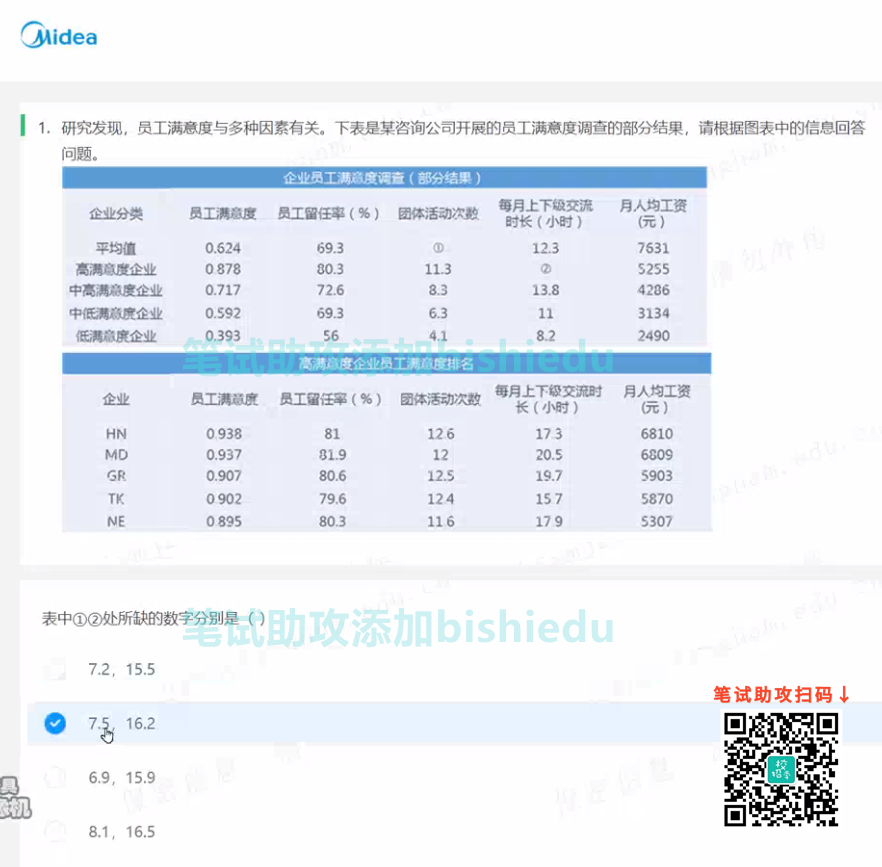 Midea
1. 研究发现，员工满意度与多种因素有关。下表是某咨询公司开展的员工满意度调查的部分结果，请根据图表中的信息回答
问题。
企业员工满意度调查（部分结果）
企业分类 员工满意度 员工留任率（%） 团体活动次数 每月上下级交流时长（小时） 月人均工资（元）
平均值 0.624 69.3 ① 12.3 7631
高满意度企业 0.878 80.3 11.3 ② 5255
中高满意度企业 0.717 72.6 8.3 13.8 4286
中低满意度企业 0.592 69.3 6.3 11 3134
低满意度企业 0.393 56 4.1 8.2 2490
笔试助攻添加bishiedu
高满意度企业员工满意度排名
企业 员工满意度 员工留任率（%） 团体活动次数 每月上下级交流时长（小时） 月人均工资（元）
HN 0.938 81 12.6 17.3 6810
MD 0.937 81.9 12 20.5 6809
GR 0.907 80.6 12.5 19.7 5903
TK 0.902 79.6 12.4 15.7 5870
NE 0.895 80.3 11.6 17.9 5307
表中①②处所缺的数字分别是（ ）
笔试助攻添加bishiedu
7.2，15.5
笔试助攻扫码↓
7.5，16.2
6.9，15.9
8.1，16.5